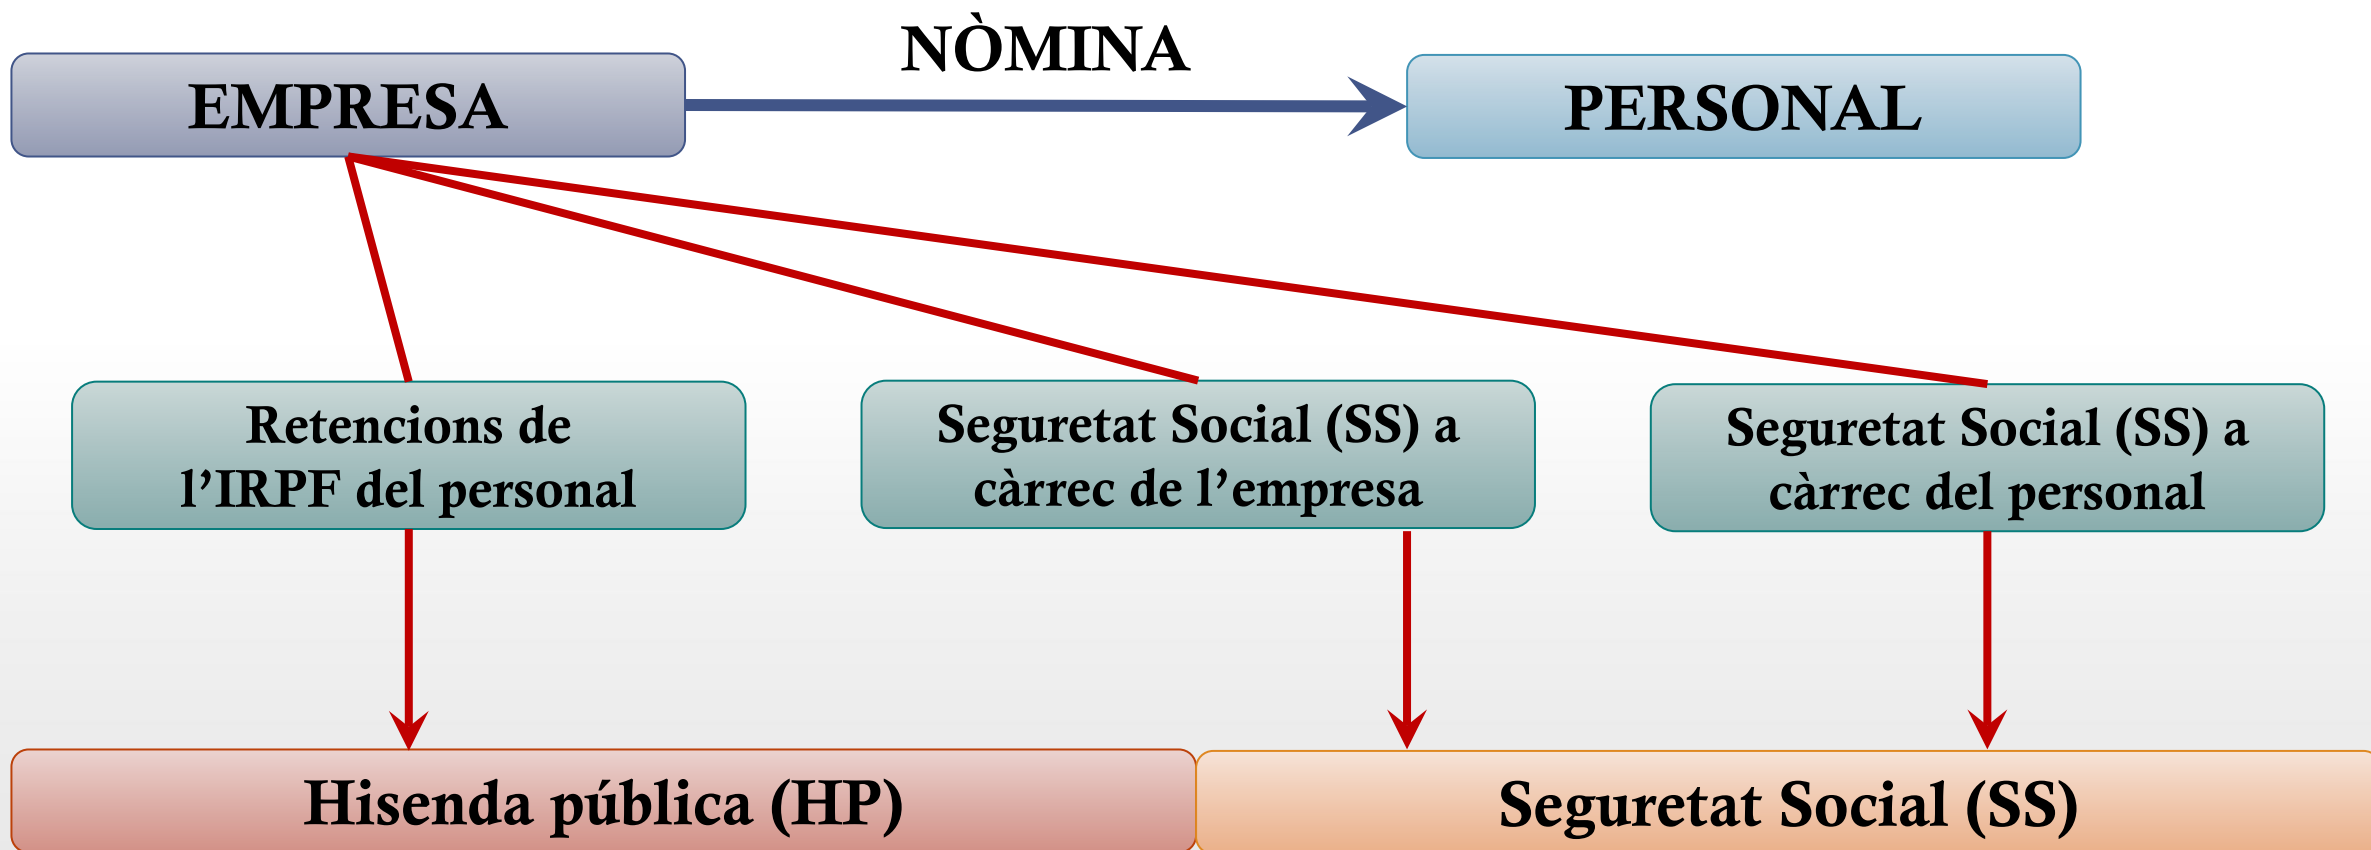 NÒMINA
EMPRESA
PERSONAL
Retencions de
l’IRPF del personal
Seguretat Social (SS) a
càrrec de l’empresa
Seguretat Social (SS) a
càrrec del personal
Hisenda pública (HP)
Seguretat Social (SS)